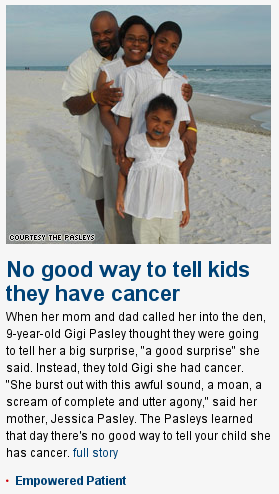 COURTESY THE PASLEYS
No good way to tell kids
they have cancer
When her mom and dad called her into the den,
9-year-old Gigi Pasley thought they were going
to tell her a big surprise, "a good surprise" she
said. Instead, they told Gigi she had cancer.
"She burst out with this awful sound, a moan, a
scream of complete and utter agony," said her
mother, Jessica Pasley. The Pasleys learned
that day there's no good way to tell your child she
has cancer. full story
• Empowered Patient